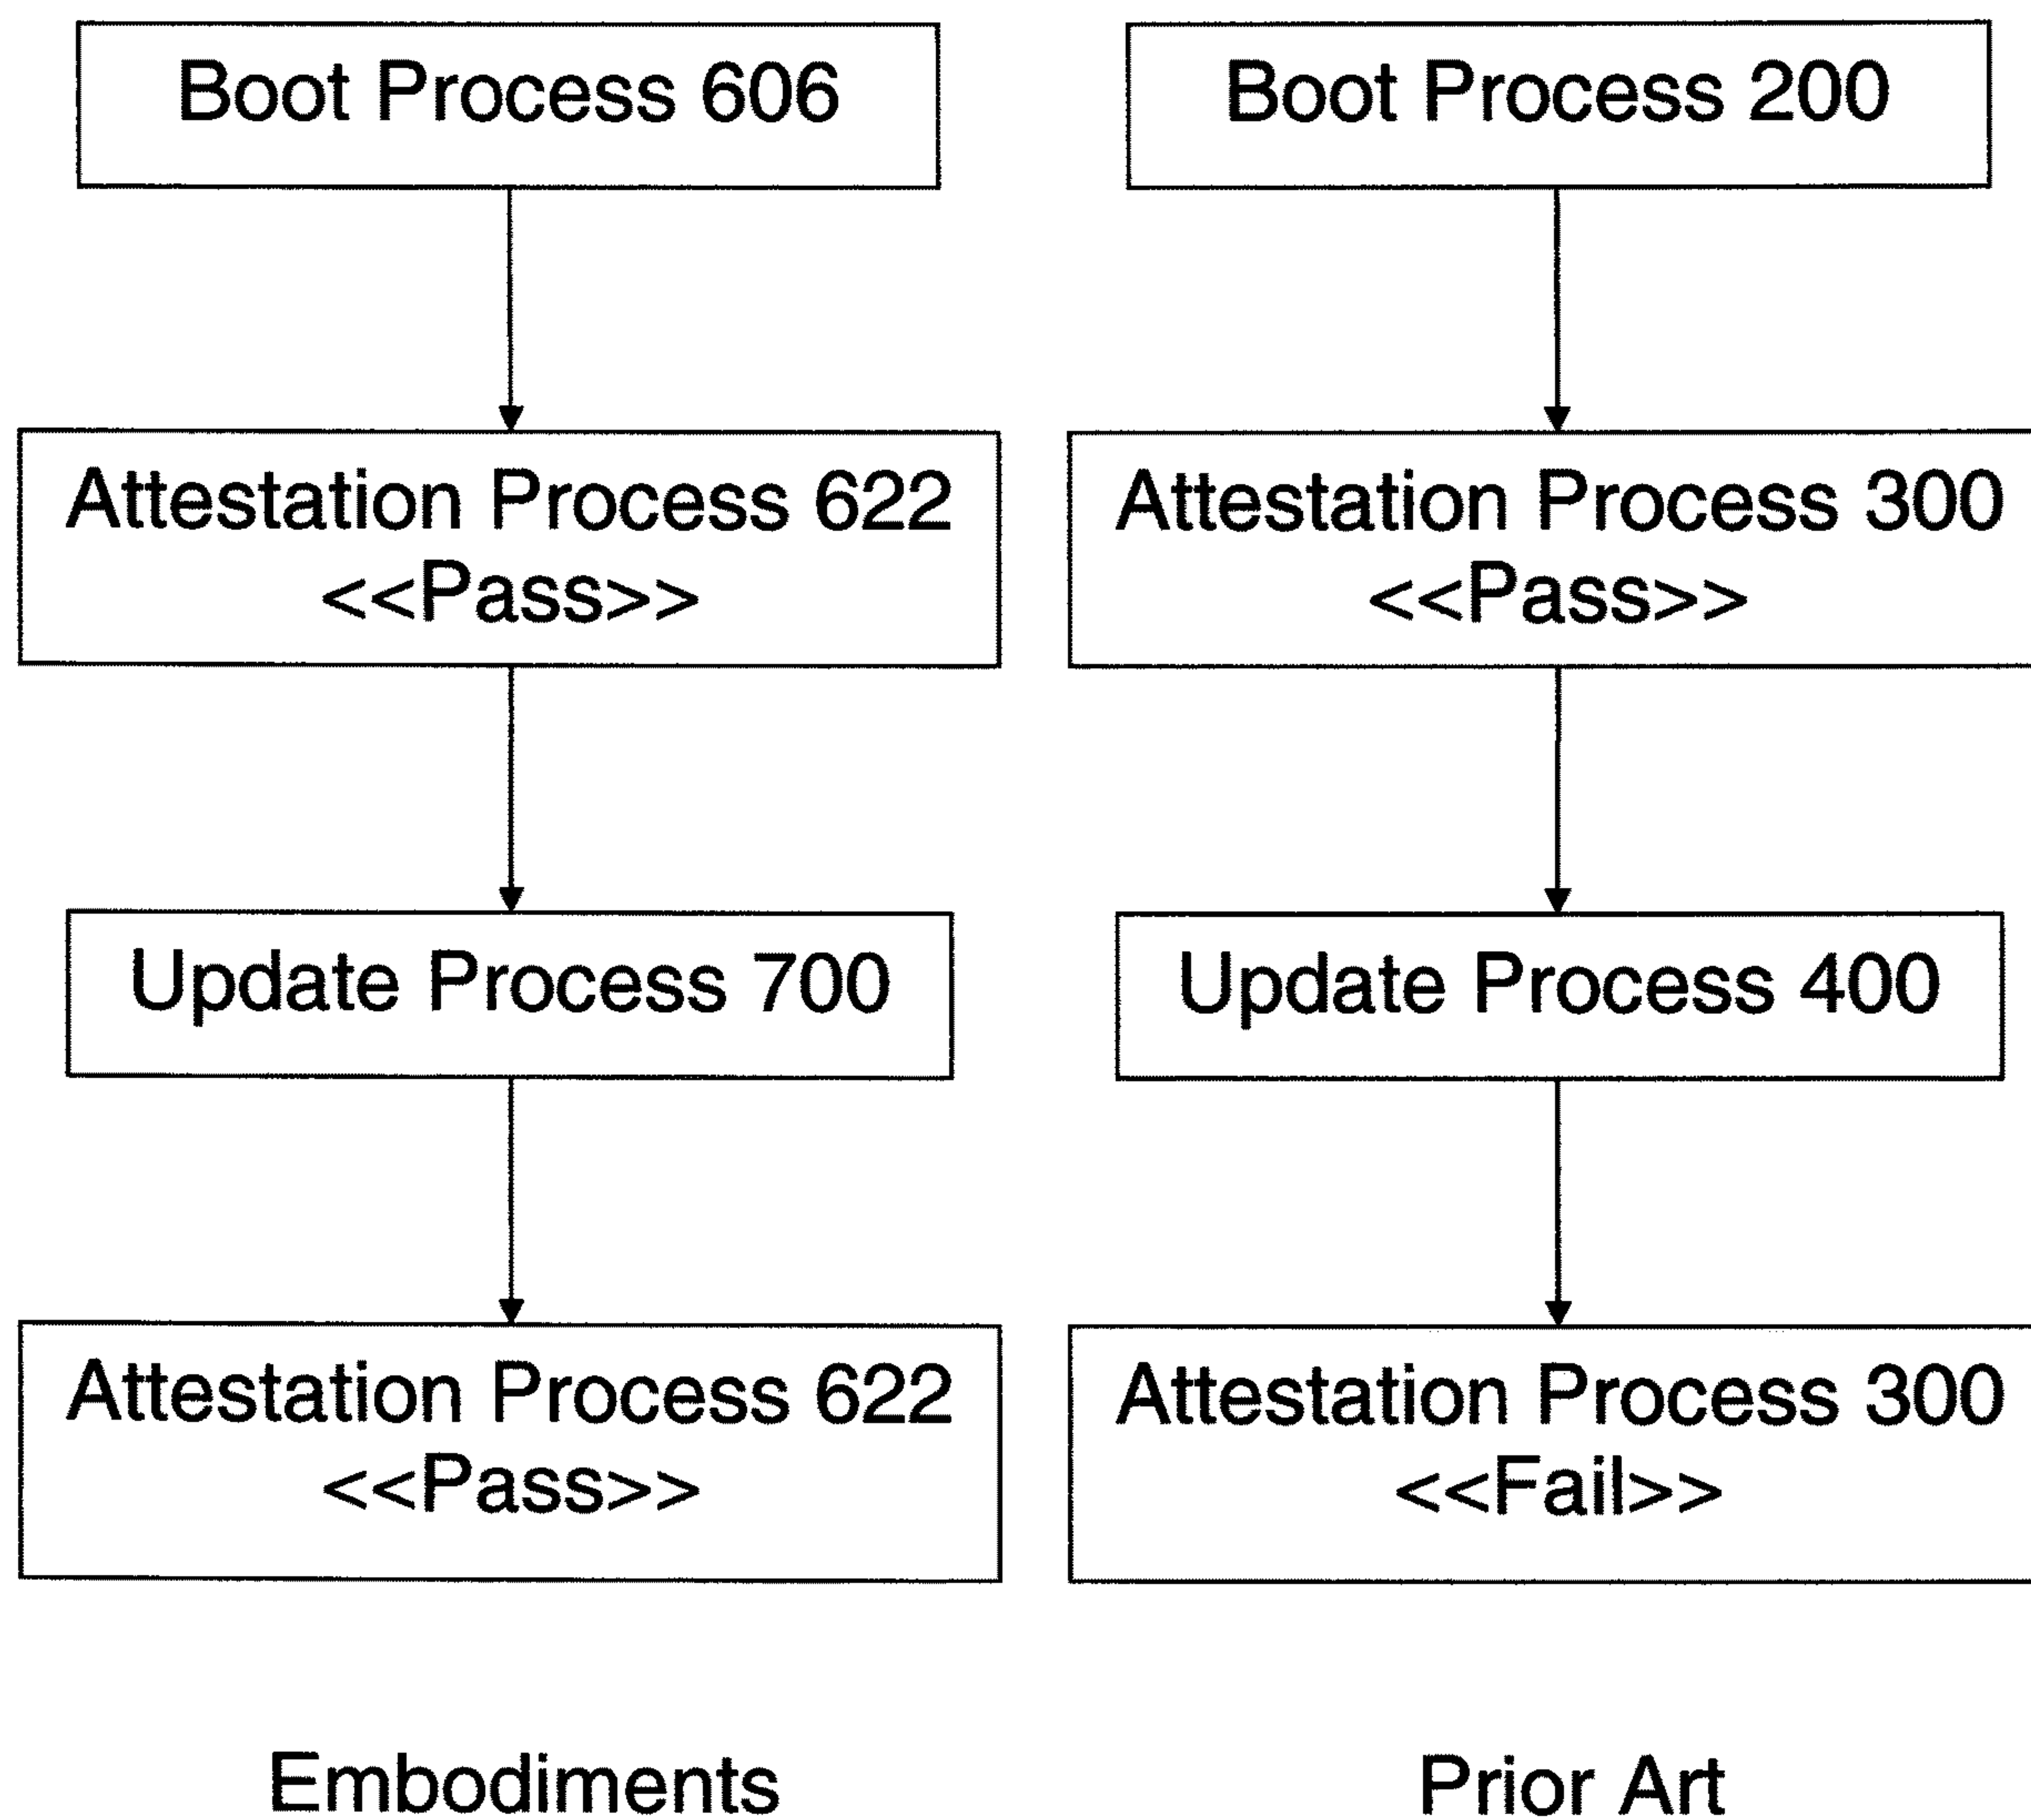 Boot Process 606
Attestation Process 622
<<Pass>>
Update Process 700
Attestation Process 622
<<Pass>>
Embodiments
Boot Process 200
Attestation Process 300
<<Pass>>
Update Process 400
Attestation Process 300
<<Fail>>
Prior Art